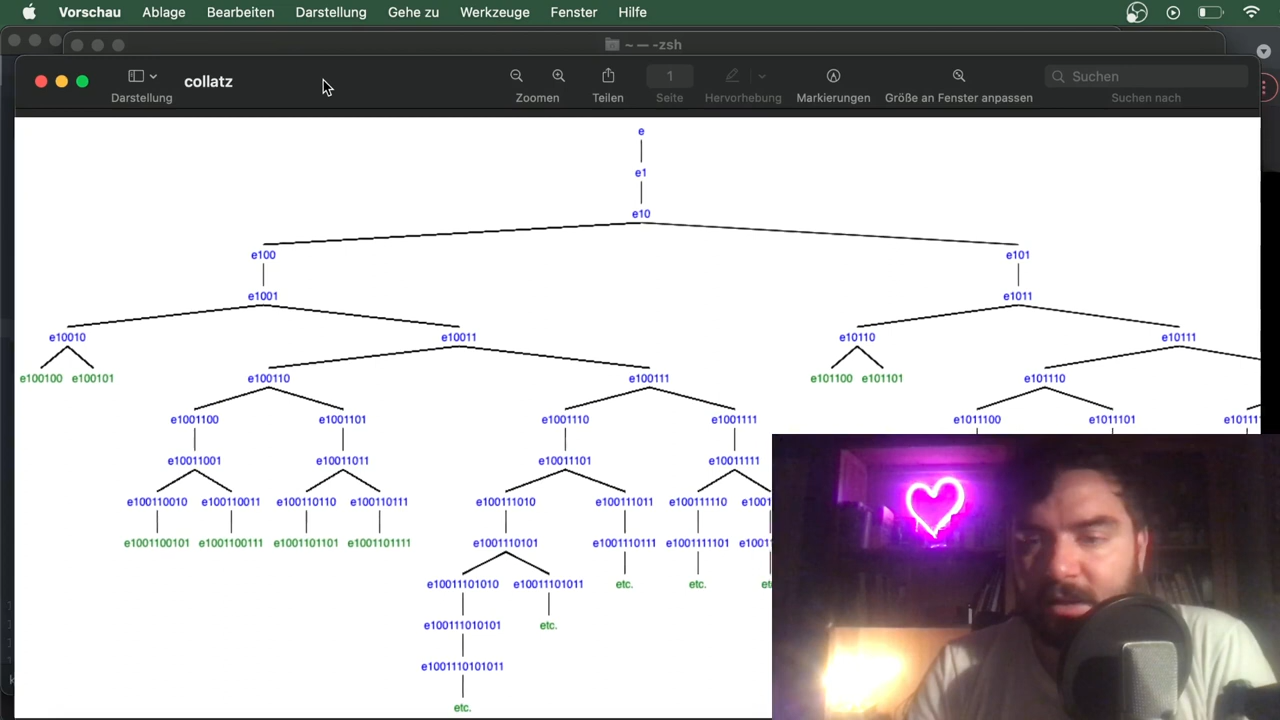 Vorschau Ablage Bearbeiten Darstellung Gehe zu Werkzeuge Fenster Hilfe
~ — -zsh
collatz
1
Suchen
Darstellung
Zoomen
Teilen
Seite
Hervorhebung
Markierungen
Größe an Fenster anpassen
Suchen nach
e
e1
e10
e100 e101
e1001 e1011
e10010 e10011 e10110 e10111
e100100 e100101 e100110 e100111 e101100 e101101 e101110
e1001100 e1001101 e1001110 e1001111 e1011100 e1011101
e10011001 e10011011 e10011101 e10011111
e100110010 e100110011 e100110110 e100110111 e100111010 e100111011 e100111110
e1001100101 e1001100111 e1001101101 e1001101111 e1001110101 e1001110111 e1001111101
e10011101010 e10011101011 etc. etc.
e100111010101 etc.
e1001110101011
etc.